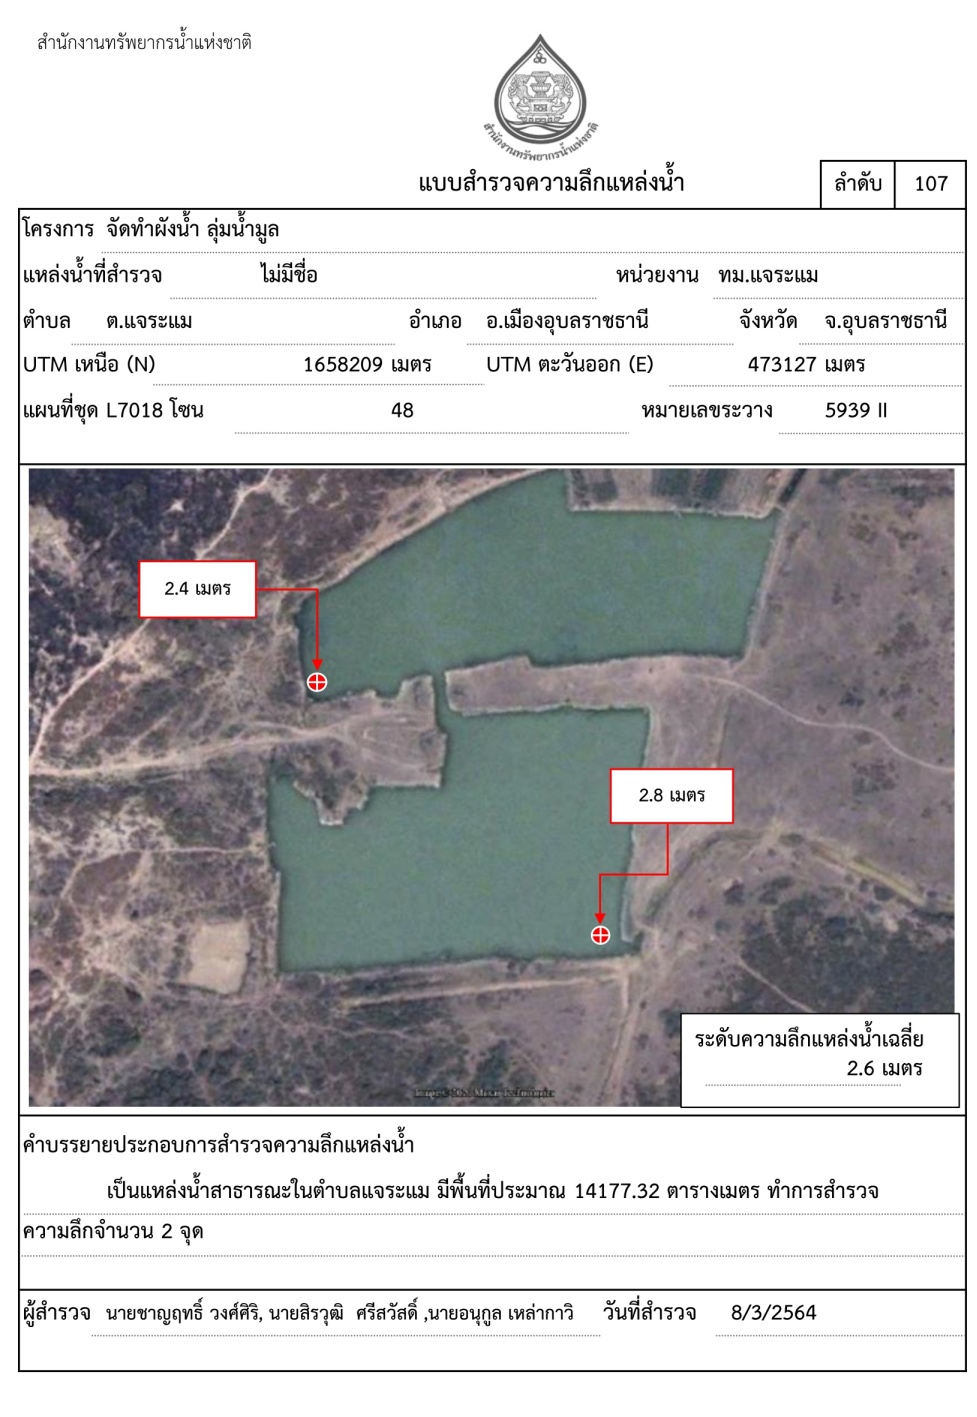 สำนักงานทรัพยากรน้ำแห่งชาติ
สำนักงานทรัพยากรน้ำแห่งชาติ
แบบสำรวจความลึกแหล่งน้ำ
ลำดับ 107
โครงการ จัดทำผังน้ำ ลุ่มน้ำมูล
แหล่งน้ำที่สำรวจ ไม่มีชื่อ หน่วยงาน ทม.แจระแม
ตำบล ต.แจระแม อำเภอ อ.เมืองอุบลราชธานี จังหวัด จ.อุบลราชธานี
UTM เหนือ (N) 1658209 เมตร UTM ตะวันออก (E) 473127 เมตร
แผนที่ชุด L7018 โซน 48 หมายเลขระวาง 5939 II
2.4 เมตร
2.8 เมตร
ระดับความลึกแหล่งน้ำเฉลี่ย
2.6 เมตร
คำบรรยายประกอบการสำรวจความลึกแหล่งน้ำ
เป็นแหล่งน้ำสาธารณะในตำบลแจระแม มีพื้นที่ประมาณ 14177.32 ตารางเมตร ทำการสำรวจ
ความลึกจำนวน 2 จุด
ผู้สำรวจ นายชาญฤทธิ์ วงศ์ศิริ, นายสิรวุฒิ ศรีสวัสดิ์ ,นายอนุกูล เหล่ากาวี วันที่สำรวจ 8/3/2564